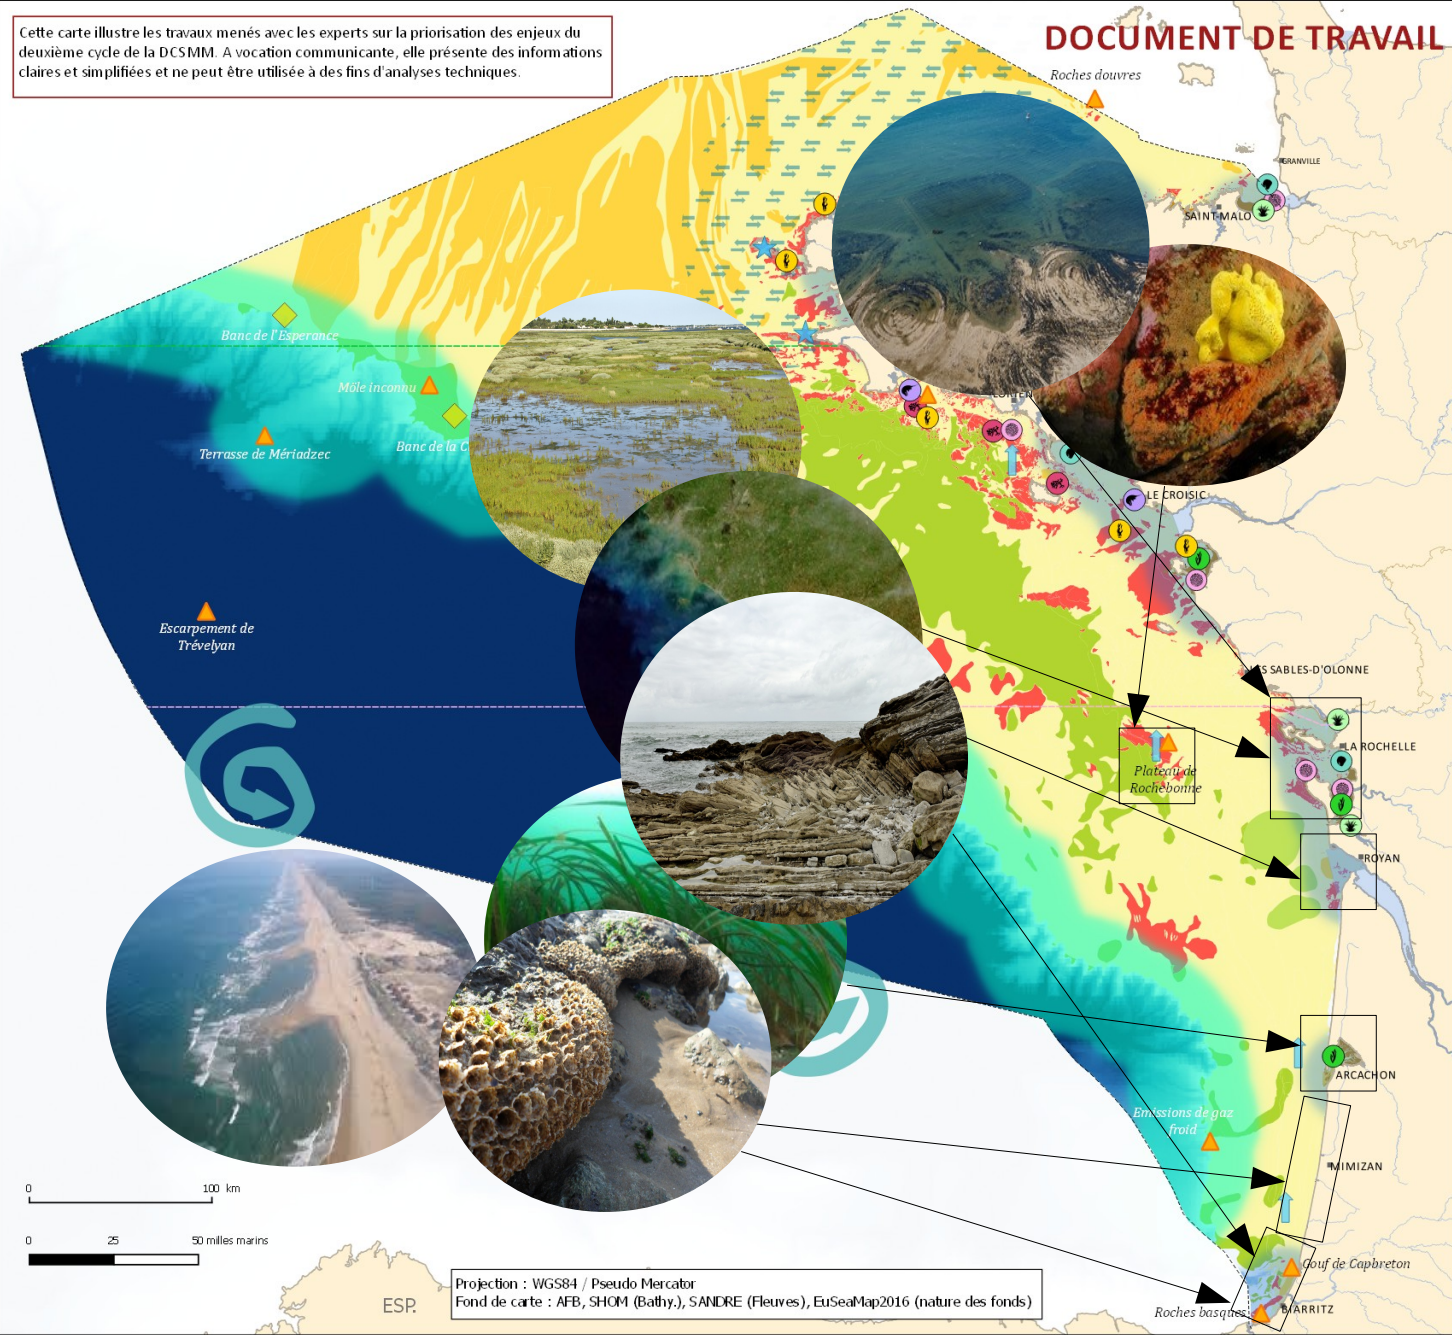 Cette carte illustre les travaux menés avec les experts sur la priorisation des enjeux du
deuxième cycle de la DCSMM. A vocation communicante, elle présente des informations
claires et simplifiées et ne peut être utilisée à des fins d'analyses techniques.
DOCUMENT DE TRAVAIL
Roches douvres
GRANVILLE
SAINT-MALO
Banc de l'Esperance
Môle inconnu
Banc de la
Terrasse de Mériadzec
LE CROISIC
Escarpement de
Trévelyan
LES SABLES-D'OLONNE
LA ROCHELLE
Plateau de
Rochebonne
ROYAN
ARCACHON
Emissions de gaz
froid
MIMIZAN
0 100 km
0 25 50 milles marins
Gouf de Capbreton
Roches basques
BIARRITZ
ESP.
Projection : WGS84 / Pseudo Mercator
Fond de carte : AFB, SHOM (Bathy.), SANDRE (Fleuves), EuSeaMap2016 (nature des fonds)